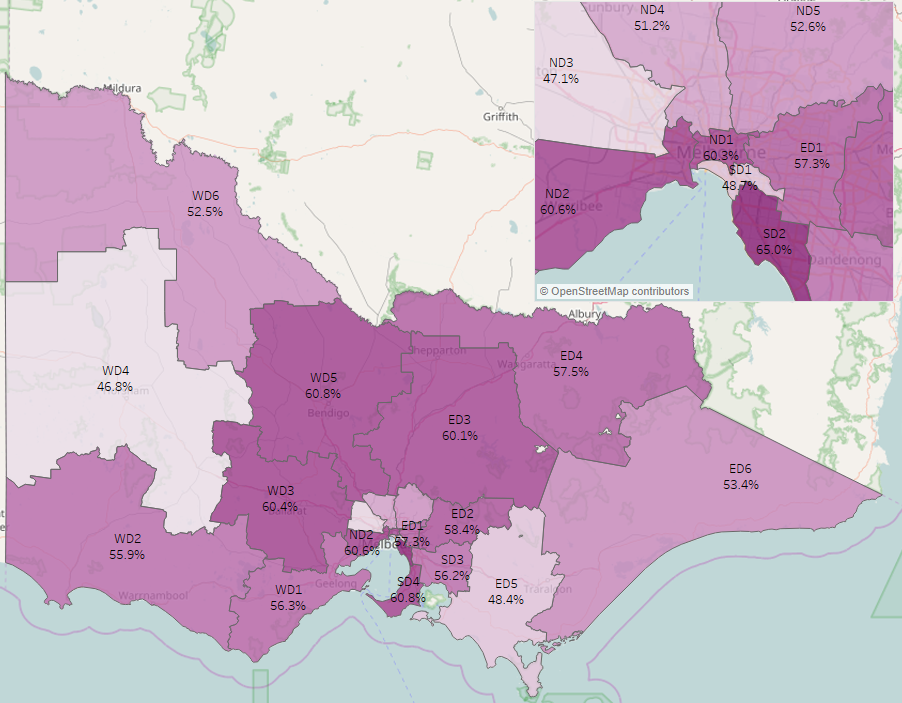 Mildura
Griffith
WD6
52.5%
WD4
46.8%
Albury
Shepparton
Wangaratta
ED4
57.5%
WD5
60.8%
Bendigo
ED3
60.1%
ED6
53.4%
WD3
60.4%
WD2
55.9%
Warrnambool
ND2
60.6%
ED1
57.3%
ED2
58.4%
SD3
56.2%
WD1
56.3%
Geelong
SD4
60.8%
ED5
48.4%
Traralgon
Sunbury
ND4
51.2%
ND5
52.6%
ND3
47.1%
ND1
60.3%
Melbourne
SD1
48.7%
ED1
57.3%
ND2
60.6%
SD2
65.0%
Dandenong
© OpenStreetMap contributors